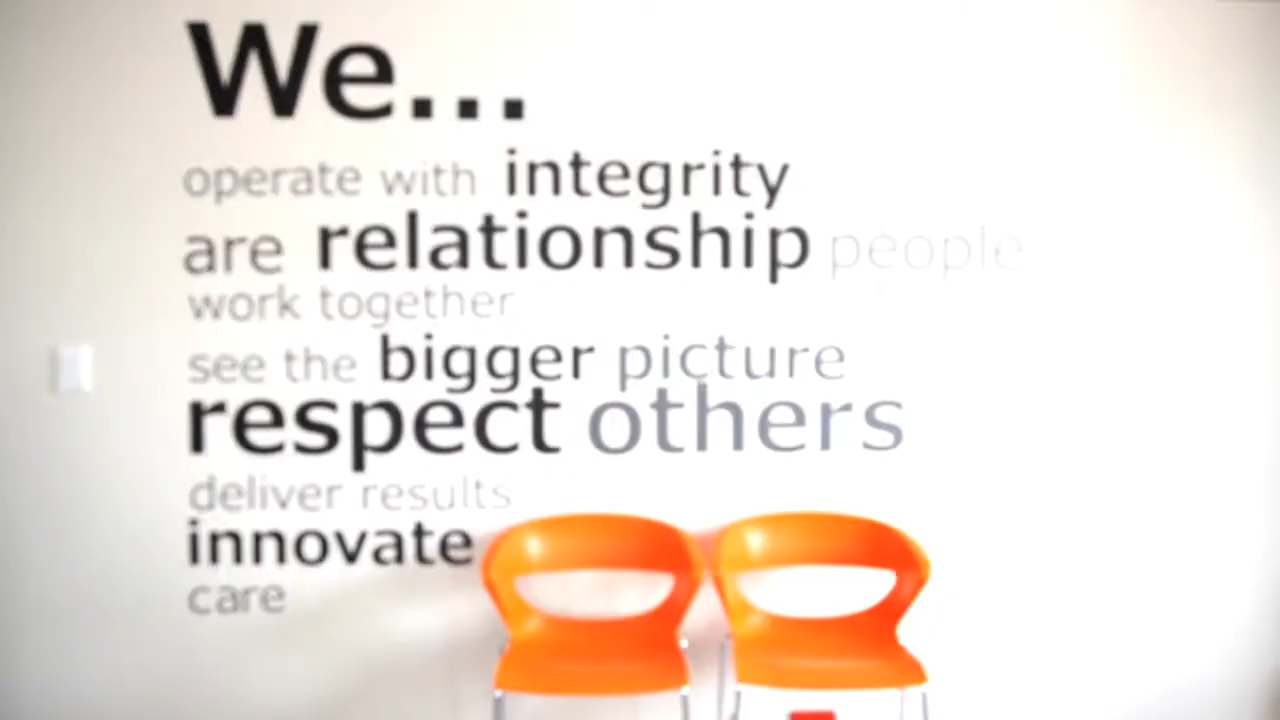 We...
operate with integrity
are relationship people
work together
see the bigger picture
respect others
deliver results
innovate
care